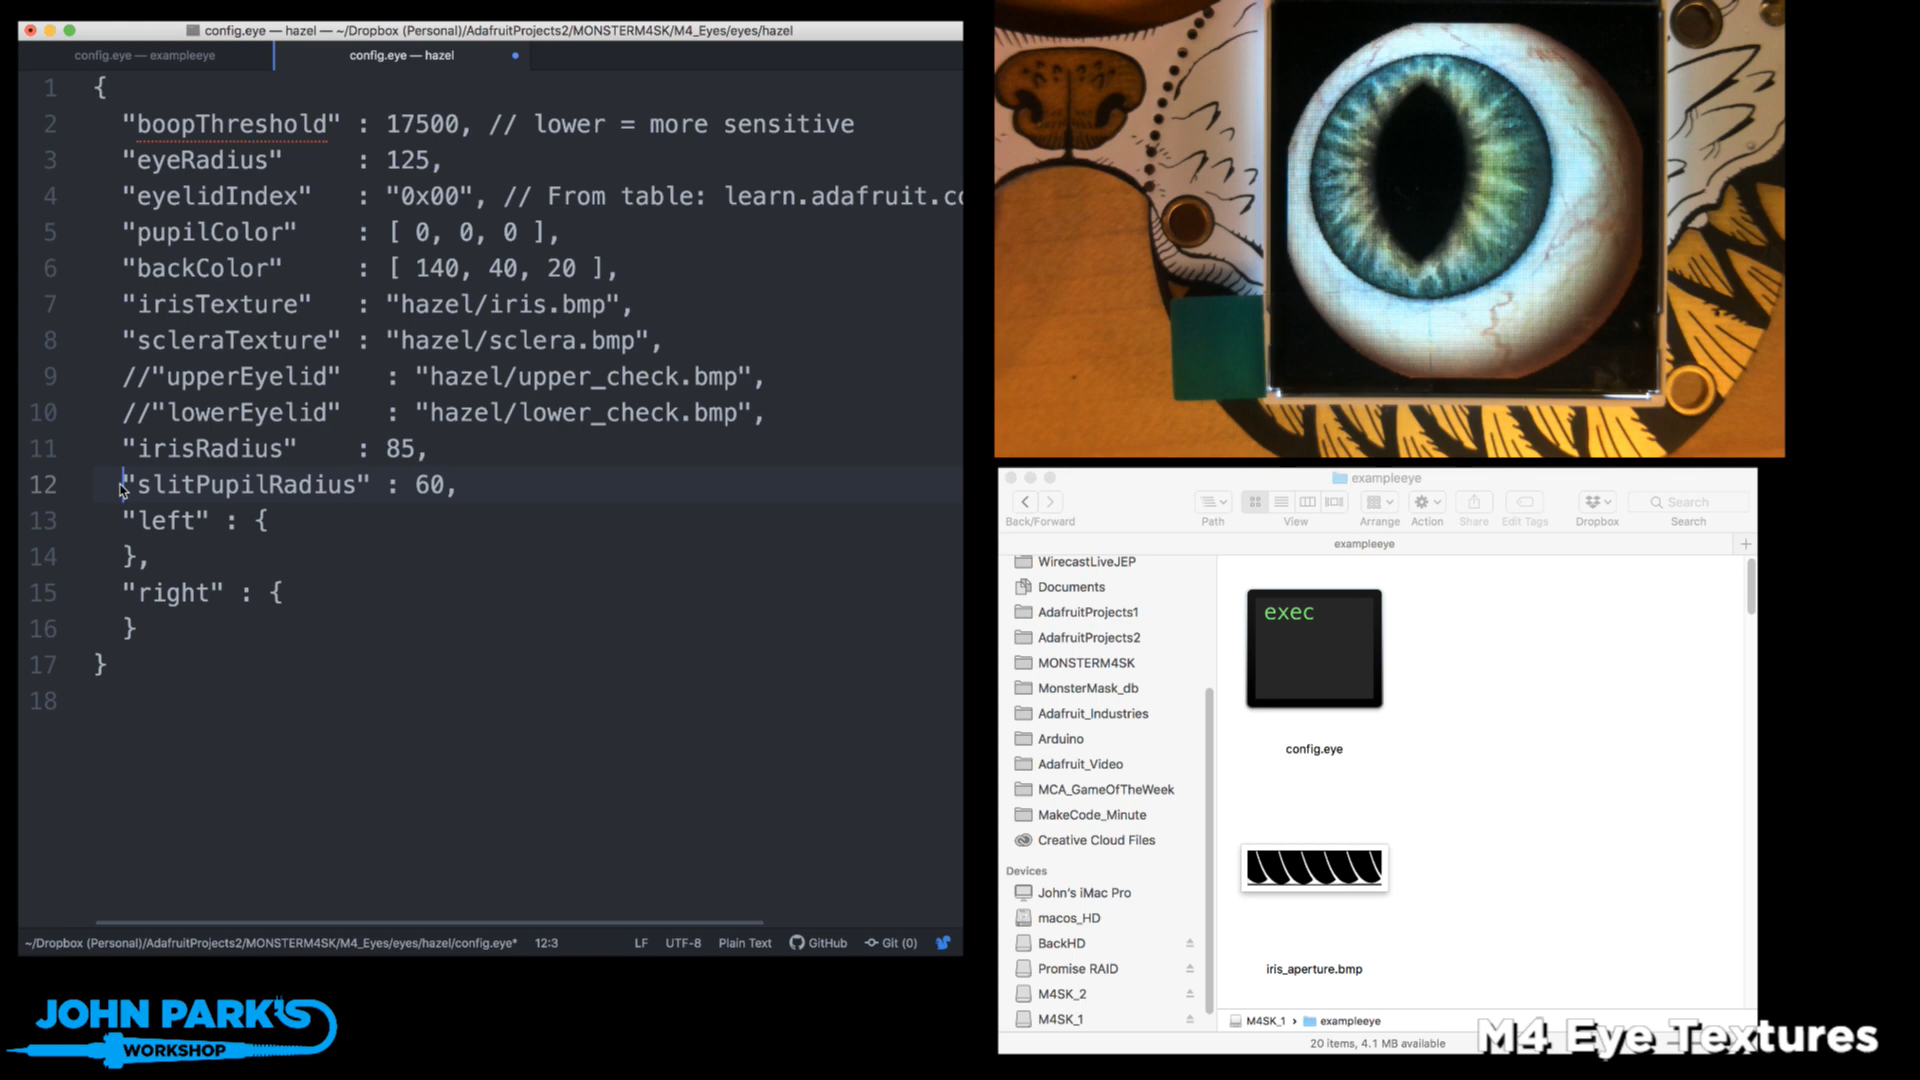 config.eye — hazel — ~/Dropbox (Personal)/AdafruitProjects2/MONSTERM4SK/M4_Eyes/eyes/hazel
config.eye — exampleeye
config.eye — hazel
1 {
2 "boopThreshold" : 17500, // lower = more sensitive
3 "eyeRadius" : 125,
4 "eyelidIndex" : "0x00", // From table: learn.adafruit.co
5 "pupilColor" : [ 0, 0, 0 ],
6 "backColor" : [ 140, 40, 20 ],
7 "irisTexture" : "hazel/iris.bmp",
8 "scleraTexture" : "hazel/sclera.bmp",
9 //"upperEyelid" : "hazel/upper_check.bmp",
10 //"lowerEyelid" : "hazel/lower_check.bmp",
11 "irisRadius" : 85,
12 "slitPupilRadius" : 60,
13 "left" : {
14 },
15 "right" : {
16 }
17 }
18
~/Dropbox (Personal)/AdafruitProjects2/MONSTERM4SK/M4_Eyes/eyes/hazel/config.eye* 12:3 LF UTF-8 Plain Text GitHub Git (0)
exampleeye
Search
Back/Forward Path View Arrange Action Share Edit Tags Dropbox Search
exampleeye
WirecastLiveJEP
Documents
AdafruitProjects1
AdafruitProjects2
MONSTERM4SK
MonsterMask_db
Adafruit_Industries
Arduino
Adafruit_Video
MCA_GameOfTheWeek
MakeCode_Minute
Creative Cloud Files
Devices
John's iMac Pro
macos_HD
BackHD
Promise RAID
M4SK_2
M4SK_1
exec
config.eye
iris_aperture.bmp
M4SK_1 › exampleeye
20 items, 4.1 MB available
JOHN PARK'S
WORKSHOP
M4 Eye Textures